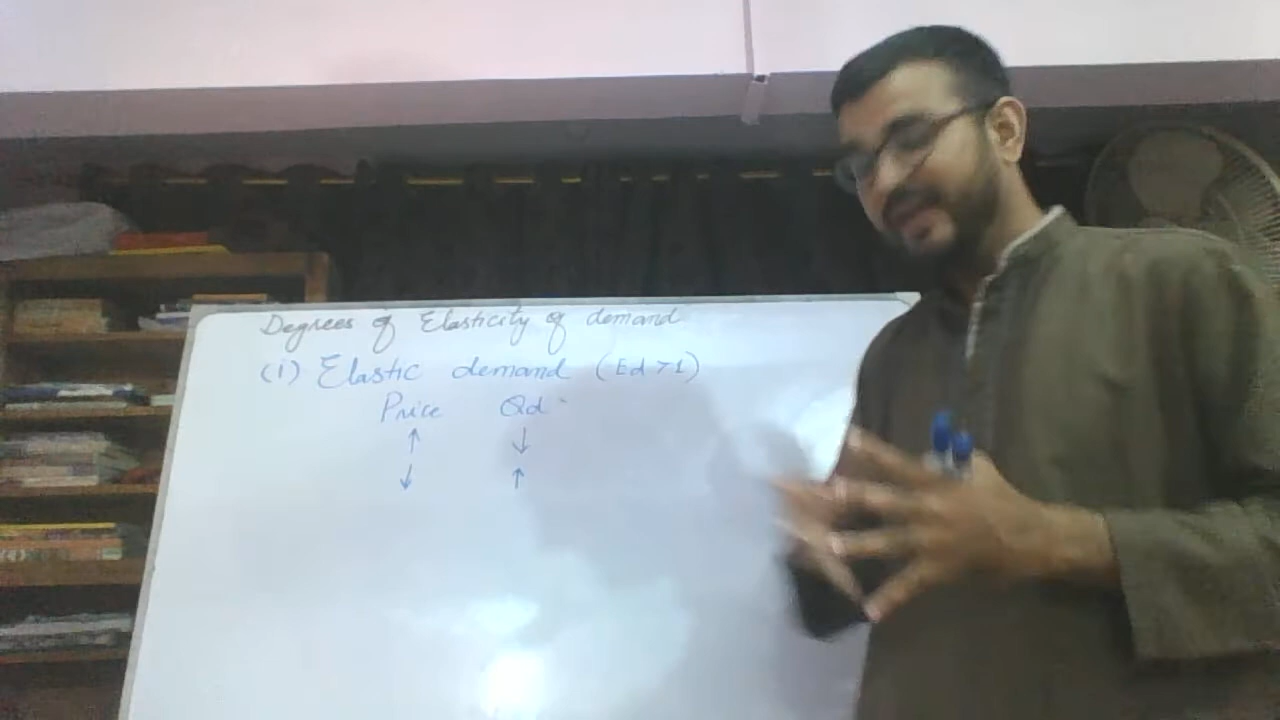 Degrees of Elasticity of demand
(i) Elastic demand (Ed >1)
Price Qd
↑ ↓
↓ ↑